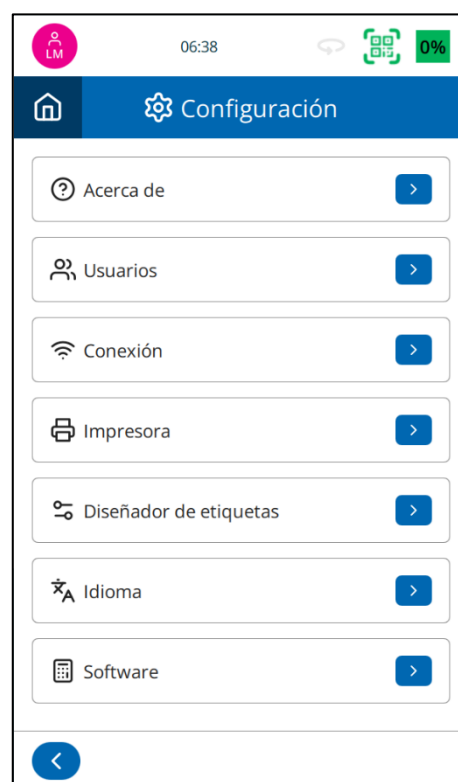 LM
06:38
0%
Configuración
Acerca de
Usuarios
Conexión
Impresora
Diseñador de etiquetas
Idioma
Software